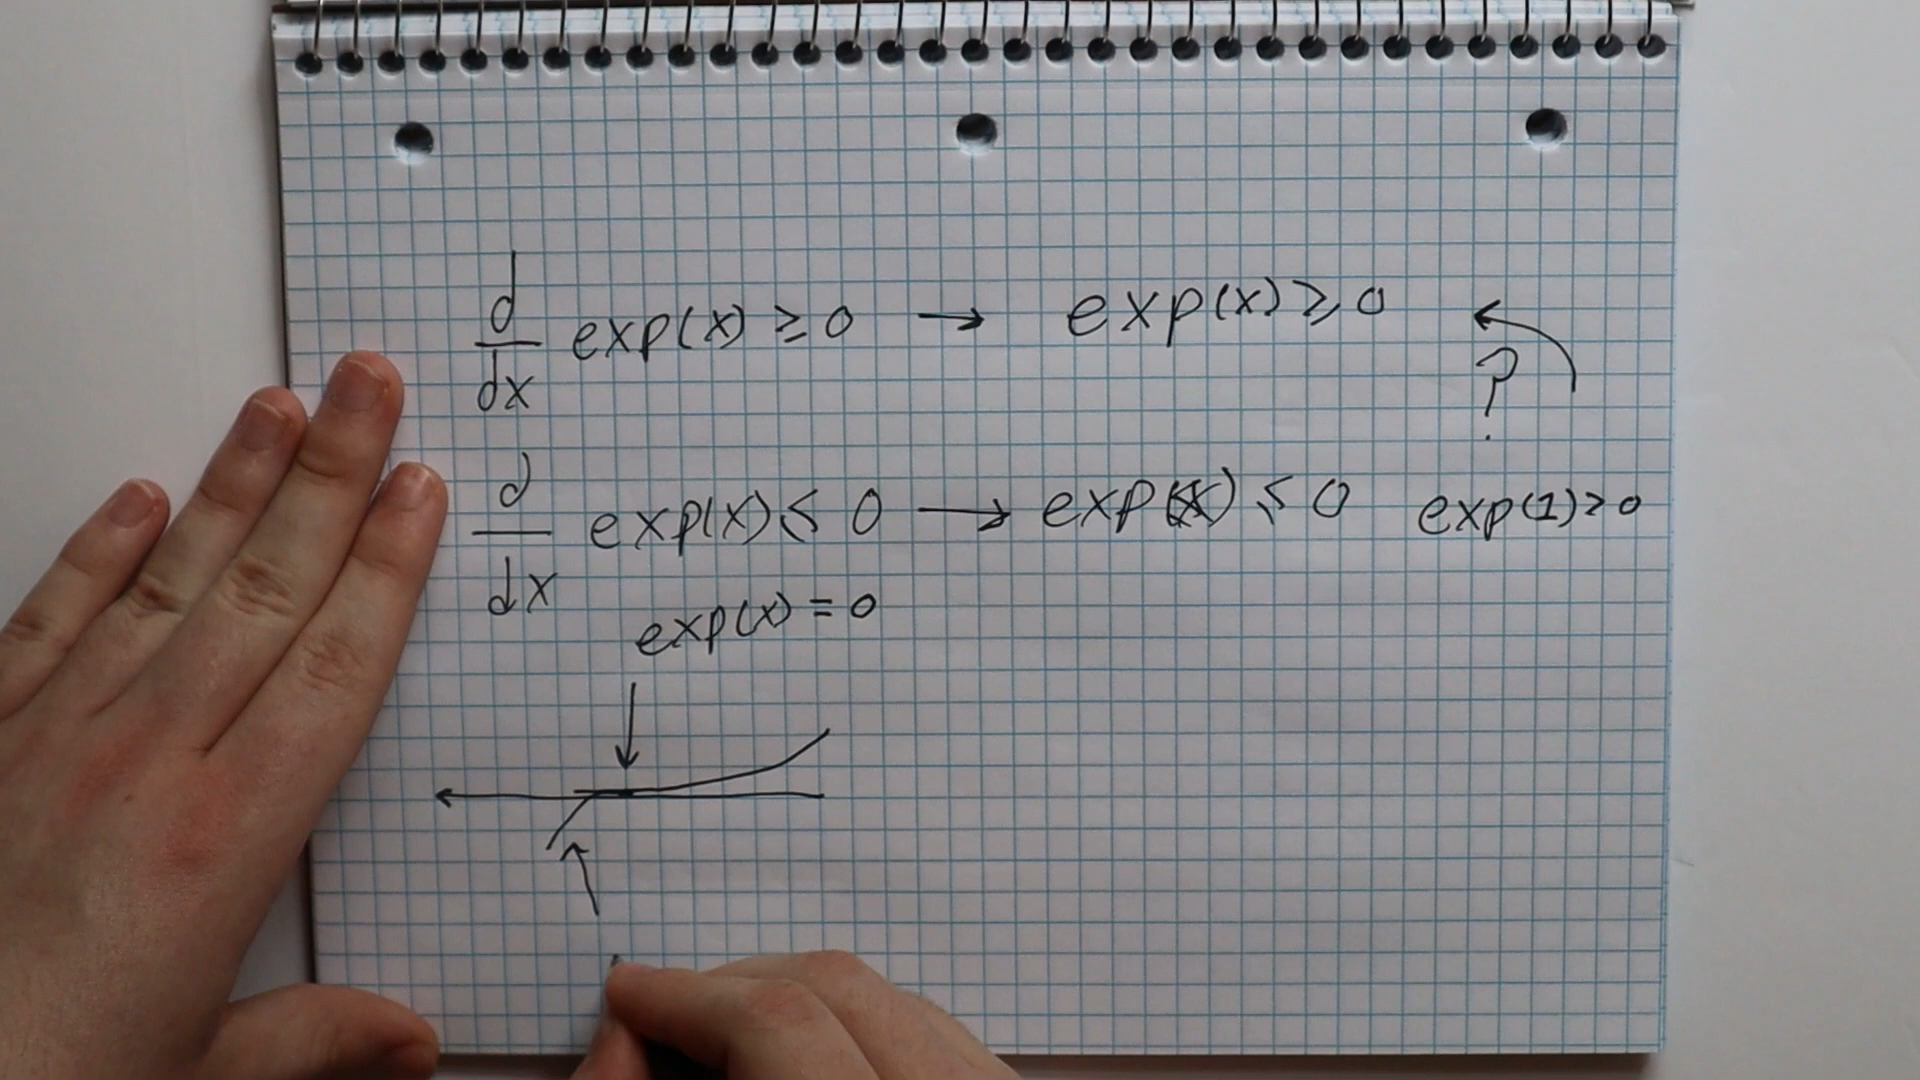 d/dx exp(x) ≥ 0 → exp(x) ≥ 0 ←
?
d/dx exp(x) ≤ 0 → exp(x) ≤ 0 exp(1) > 0
exp(x) = 0